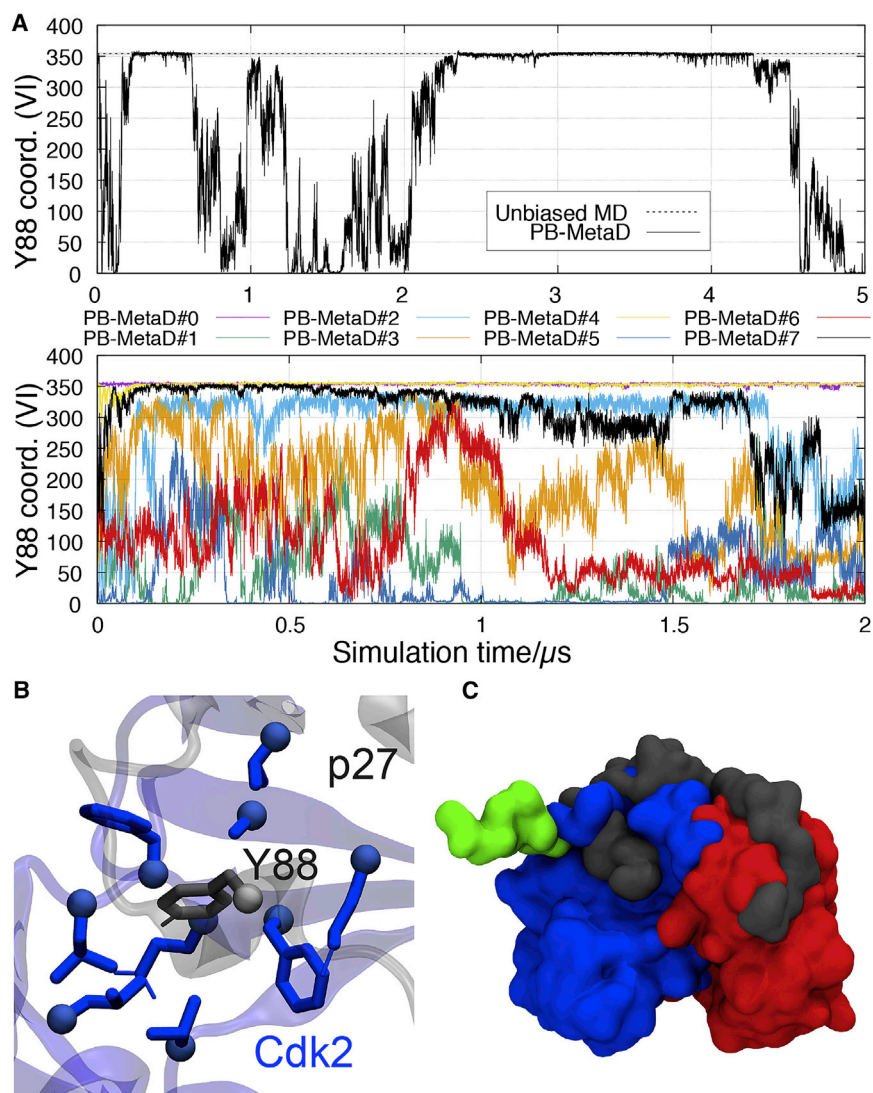 A
Y88 coord. (VI)
400
350
300
250
200
150
100
50
0
Unbiased MD
PB-MetaD
0 1 2 3 4 5
PB-MetaD#0 PB-MetaD#2 PB-MetaD#4 PB-MetaD#6
PB-MetaD#1 PB-MetaD#3 PB-MetaD#5 PB-MetaD#7
Y88 coord. (VI)
400
350
300
250
200
150
100
50
0
0 0.5 1 1.5 2
Simulation time/μs
B
p27
Y88
Cdk2
C